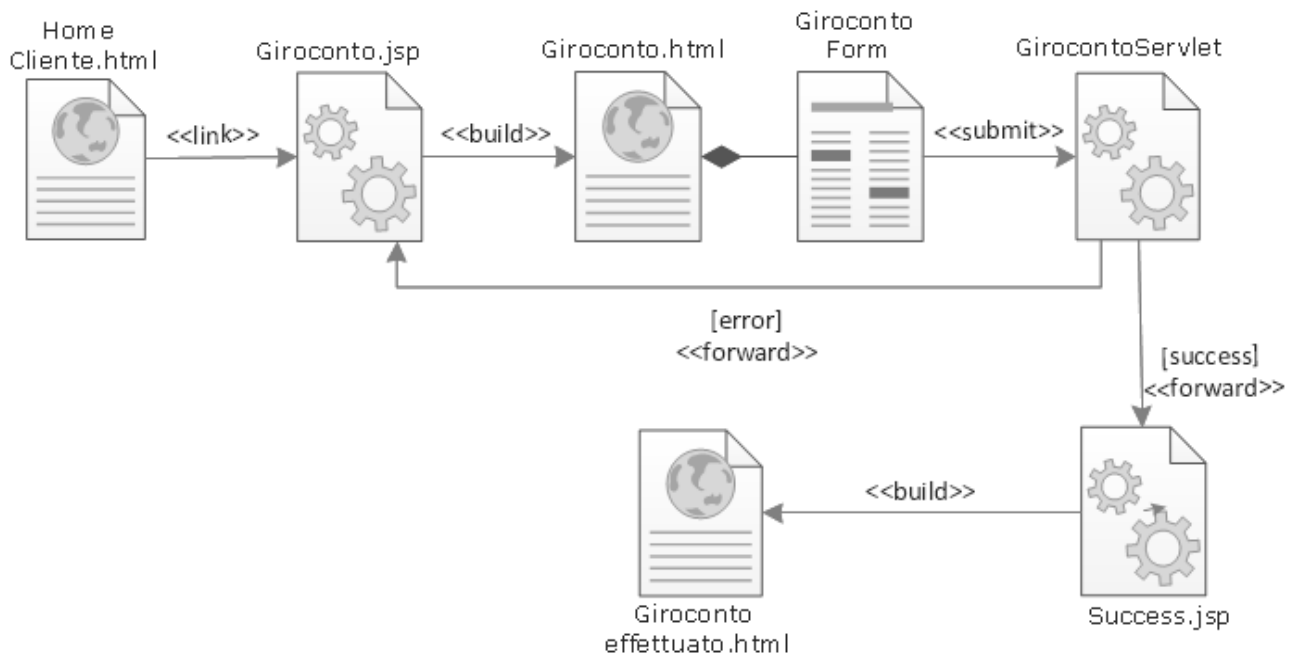 Home
Cliente.html
Giroconto.jsp
Giroconto.html
Giroconto
Form
GirocontoServlet
<<link>>
<<build>>
<<submit>>
[error]
<<forward>>
[success]
<<forward>>
<<build>>
Giroconto
effettuato.html
Success.jsp